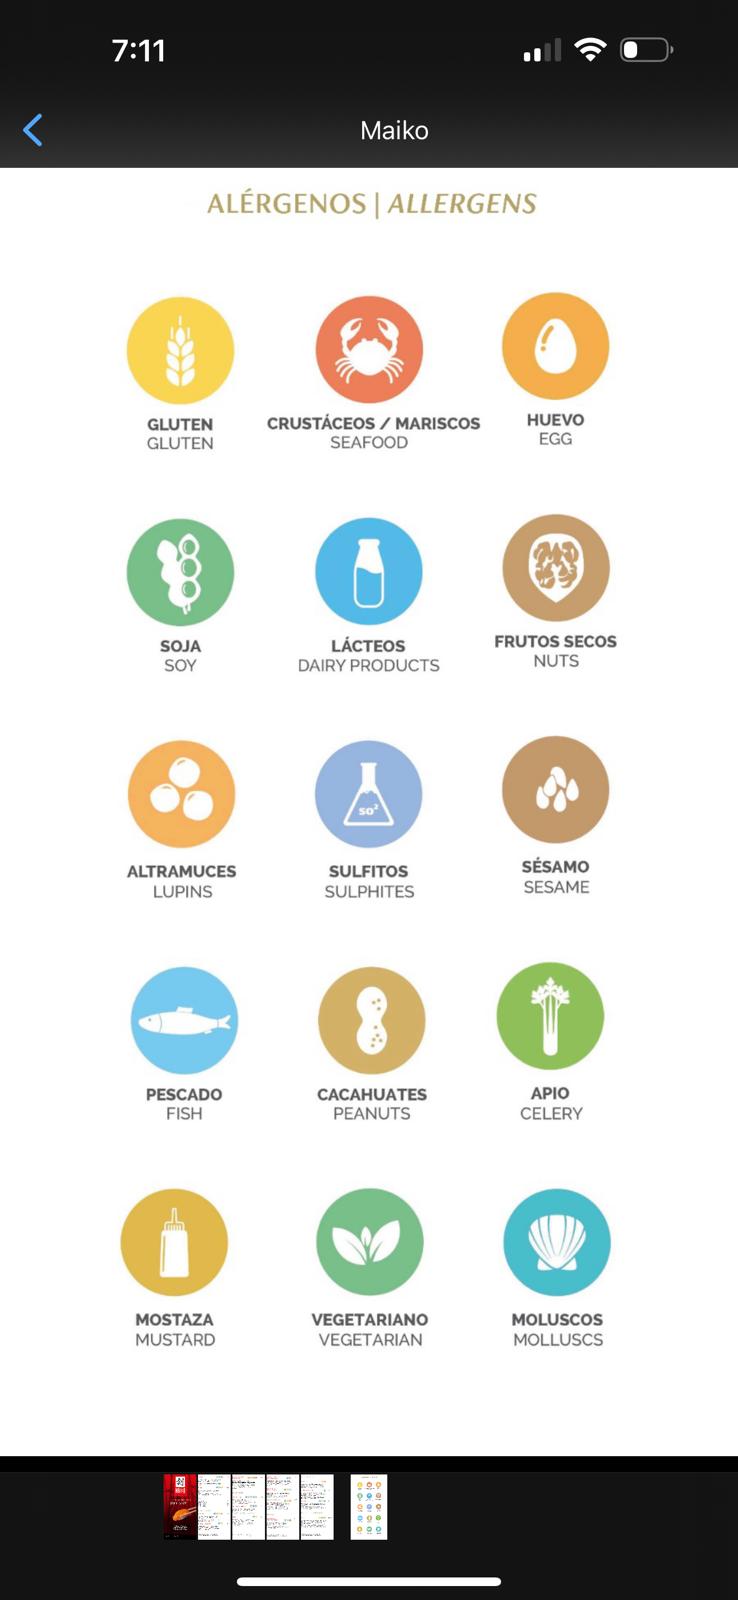 7:11
Maiko
ALÉRGENOS | ALLERGENS
GLUTEN
GLUTEN
CRUSTÁCEOS / MARISCOS
SEAFOOD
HUEVO
EGG
SOJA
SOY
LÁCTEOS
DAIRY PRODUCTS
FRUTOS SECOS
NUTS
ALTRAMUCES
LUPINS
SO²
SULFITOS
SULPHITES
SÉSAMO
SESAME
PESCADO
FISH
CACAHUATES
PEANUTS
APIO
CELERY
MOSTAZA
MUSTARD
VEGETARIANO
VEGETARIAN
MOLUSCOS
MOLLUSCS